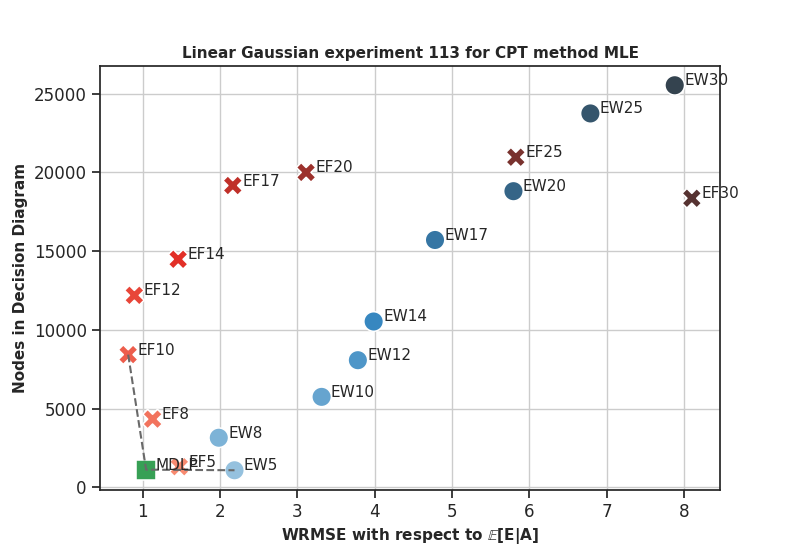 Linear Gaussian experiment 113 for CPT method MLE
Nodes in Decision Diagram
25000
20000
15000
10000
5000
0
EW30
EW25
EF25
EF20
EF17
EW20
EF30
EW17
EF14
EF12
EW14
EF10
EW12
EW10
EF8
EW8
MDLP
EF5
EW5
1 2 3 4 5 6 7 8
WRMSE with respect to 𝔼[E|A]